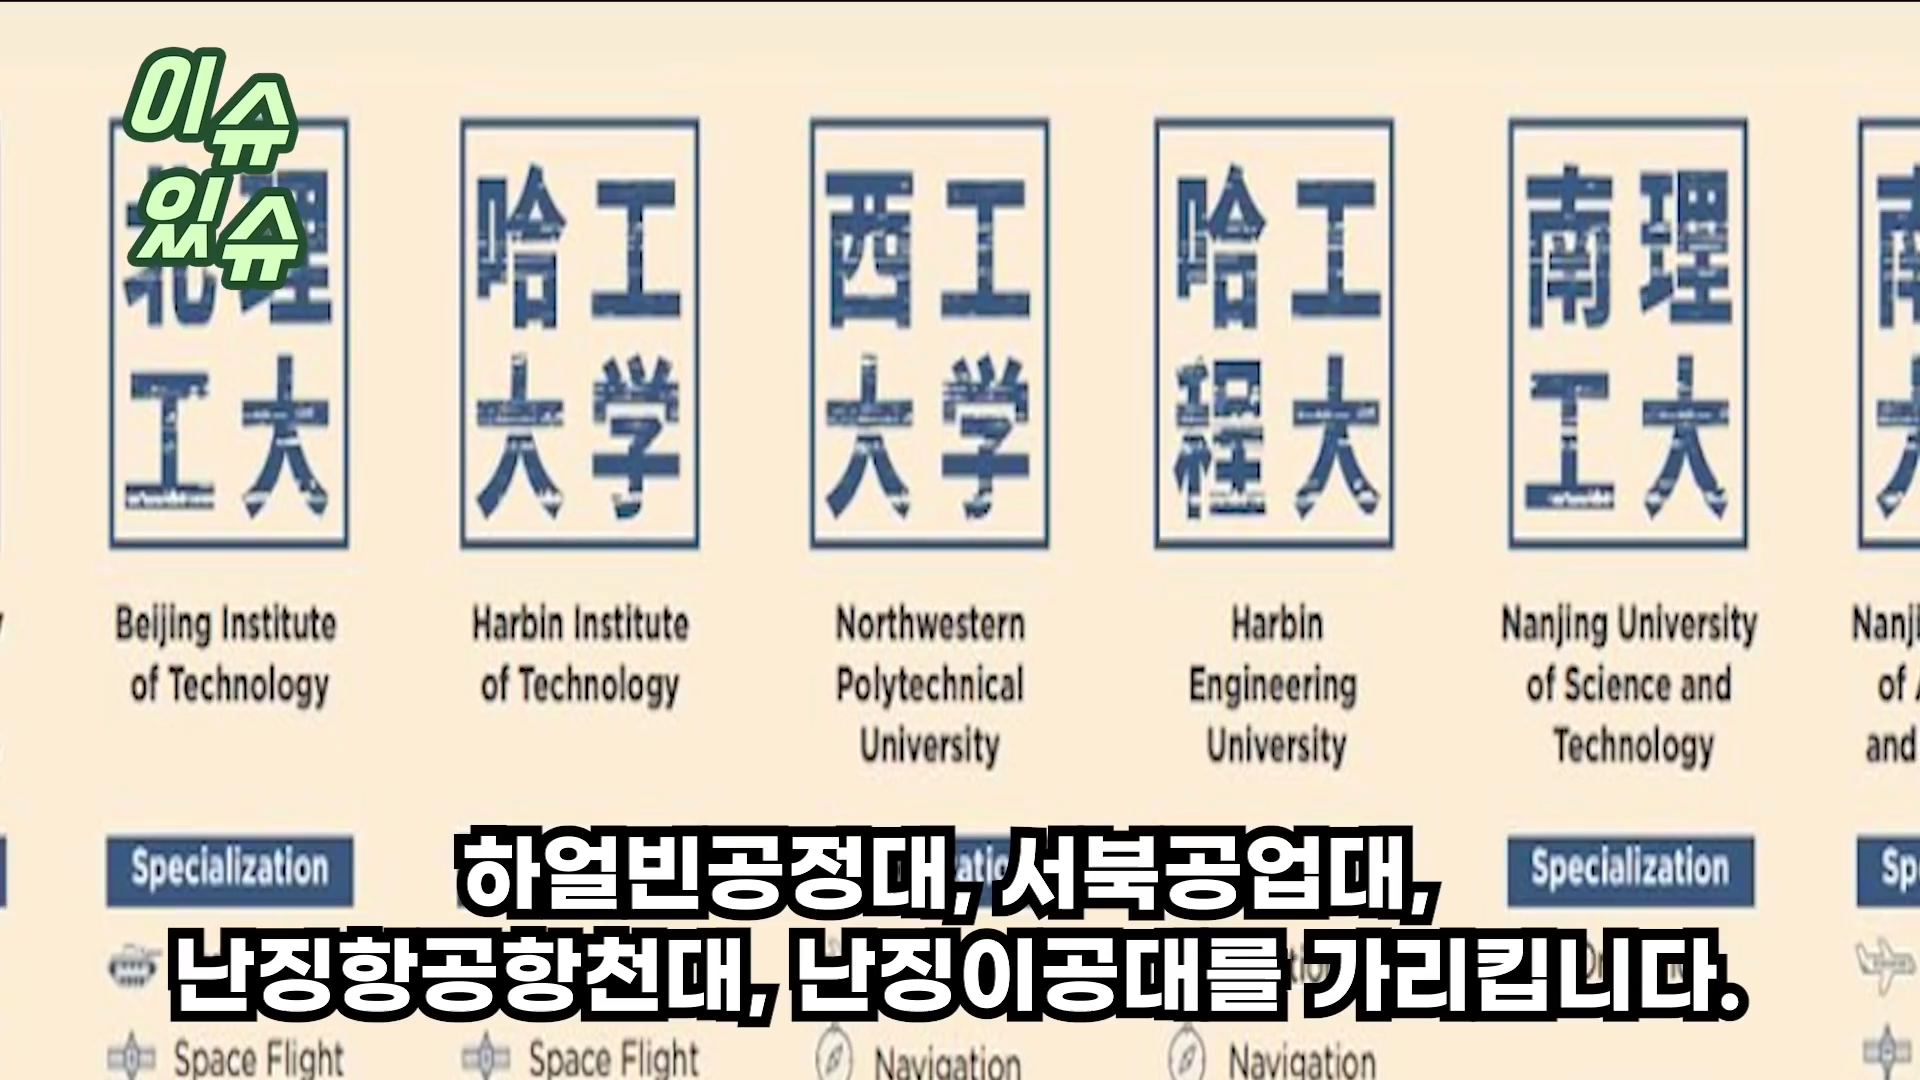 이슈
있슈
北理
工大
哈工
大学
西工
大学
哈工
程大
南理
工大
Beijing Institute
of Technology
Harbin Institute
of Technology
Northwestern
Polytechnical
University
Harbin
Engineering
University
Nanjing University
of Science and
Technology
of
and
Specialization
Specialization
하얼빈공정대, 서북공업대,
난징항공항천대, 난징이공대를 가리킵니다.
Space Flight
Space Flight
Navigation
Navigation